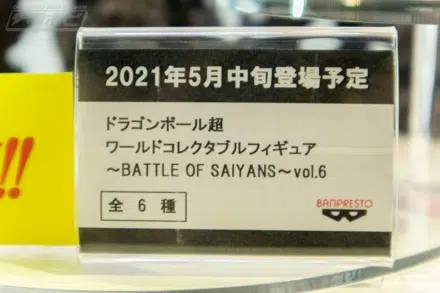 2021年5月中旬登場予定
ドラゴンボール超
ワールドコレクタブルフィギュア
～BATTLE OF SAIYANS～vol.6
全 6 種
BANPRESTO
!!